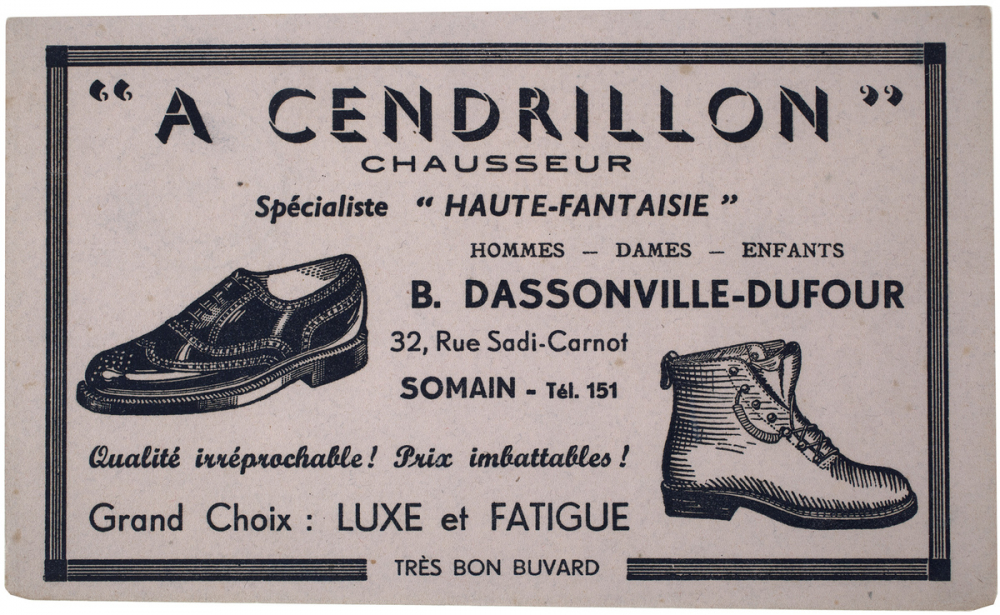 “ A CENDRILLON ”
CHAUSSEUR
Spécialiste “ HAUTE-FANTAISIE ”
HOMMES – DAMES – ENFANTS
B. DASSONVILLE-DUFOUR
32, Rue Sadi-Carnot
SOMAIN - Tél. 151
Qualité irréprochable ! Prix imbattables !
Grand Choix : LUXE et FATIGUE
TRÈS BON BUVARD